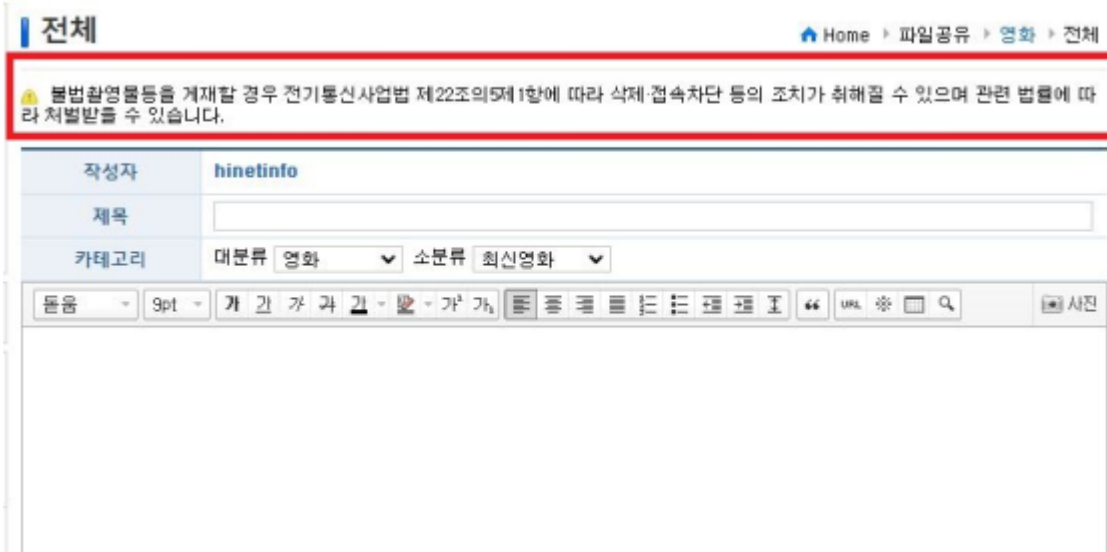 전체
Home 파일공유 영화 전체
불법촬영물등을 게재할 경우 전기통신사업법 제22조의5제1항에 따라 삭제·접속차단 등의 조치가 취해질 수 있으며 관련 법률에 따
라 처벌받을 수 있습니다.
작성자 hinetinfo
제목
카테고리 대분류 영화 소분류 최신영화
돋움 9pt 가 가 가 가 가 가² 가₂ URL 사진